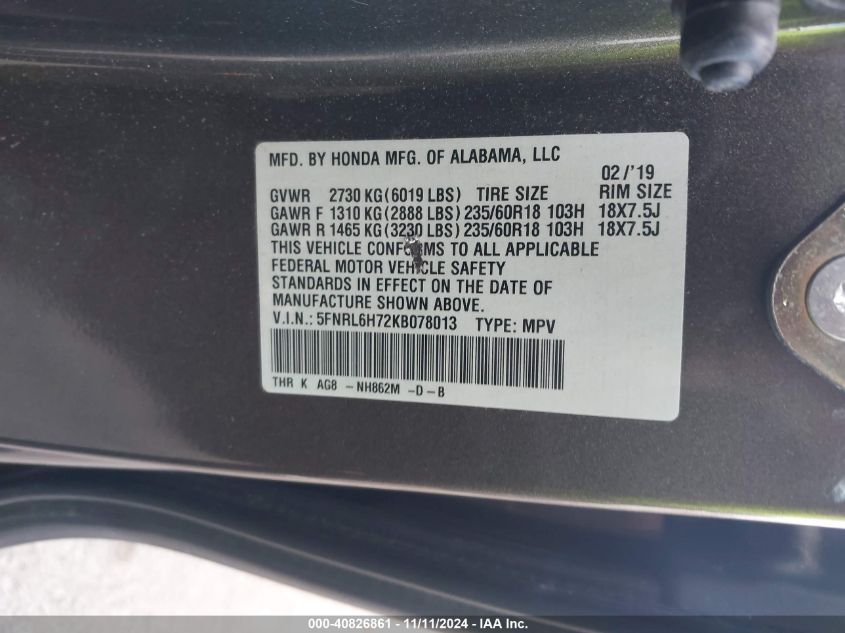 MFD. BY HONDA MFG. OF ALABAMA, LLC
02/'19
GVWR 2730 KG(6019 LBS) TIRE SIZE RIM SIZE
GAWR F 1310 KG(2888 LBS)235/60R18 103H 18X7.5J
GAWR R 1465 KG(3230 LBS)235/60R18 103H 18X7.5J
THIS VEHICLE CONFORMS TO ALL APPLICABLE
FEDERAL MOTOR VEHICLE SAFETY
STANDARDS IN EFFECT ON THE DATE OF
MANUFACTURE SHOWN ABOVE.
V.I.N.: 5FNRL6H72KB078013 TYPE: MPV
THR K AG8 -NH862M -D-B
000-40826861 - 11/11/2024 - IAA Inc.